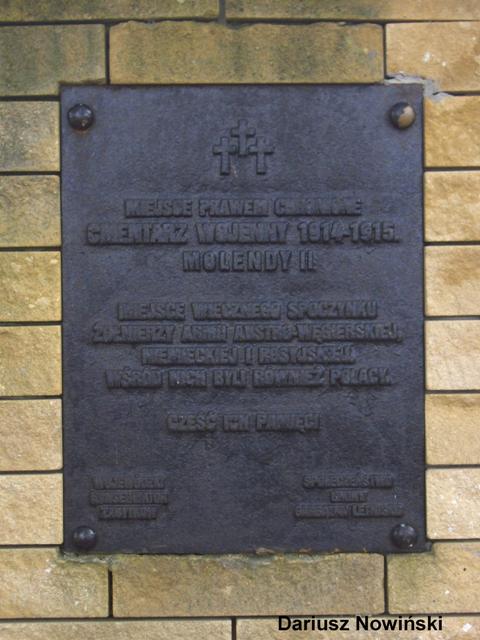 MIEJSCE PRAWEM CHRONIONE
CMENTARZ WOJENNY 1914-1915.
MOLENDY II
MIEJSCE WIECZNEGO SPOCZYNKU
ŻOŁNIERZY ARMII AUSTRO-WĘGIERSKIEJ,
NIEMIECKIEJ I ROSYJSKIEJ.
WŚRÓD NICH BYLI RÓWNIEŻ POLACY.
CZEŚĆ ICH PAMIĘCI
WOJEWÓDZKI
KONSERWATOR
ZABYTKÓW
SPOŁECZEŃSTWO
GMINY
Dariusz Nowiński